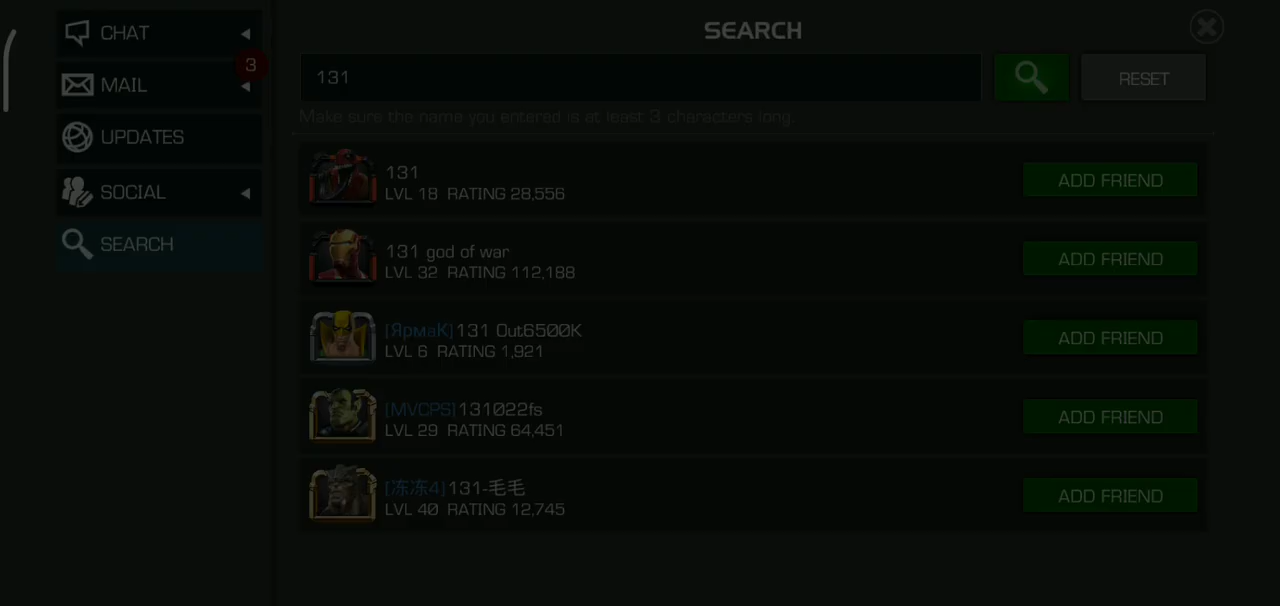 CHAT
3
MAIL
UPDATES
SOCIAL
SEARCH
SEARCH
131
RESET
Make sure the name you entered is at least 3 characters long.
131
LVL 18 RATING 28,556
ADD FRIEND
131 god of war
LVL 32 RATING 112,188
ADD FRIEND
[ЯрмаК]131 Out6500K
LVL 6 RATING 1,921
ADD FRIEND
[MVCPS]131022fs
LVL 29 RATING 64,451
ADD FRIEND
[冻冻4]131-毛毛
LVL 40 RATING 12,745
ADD FRIEND